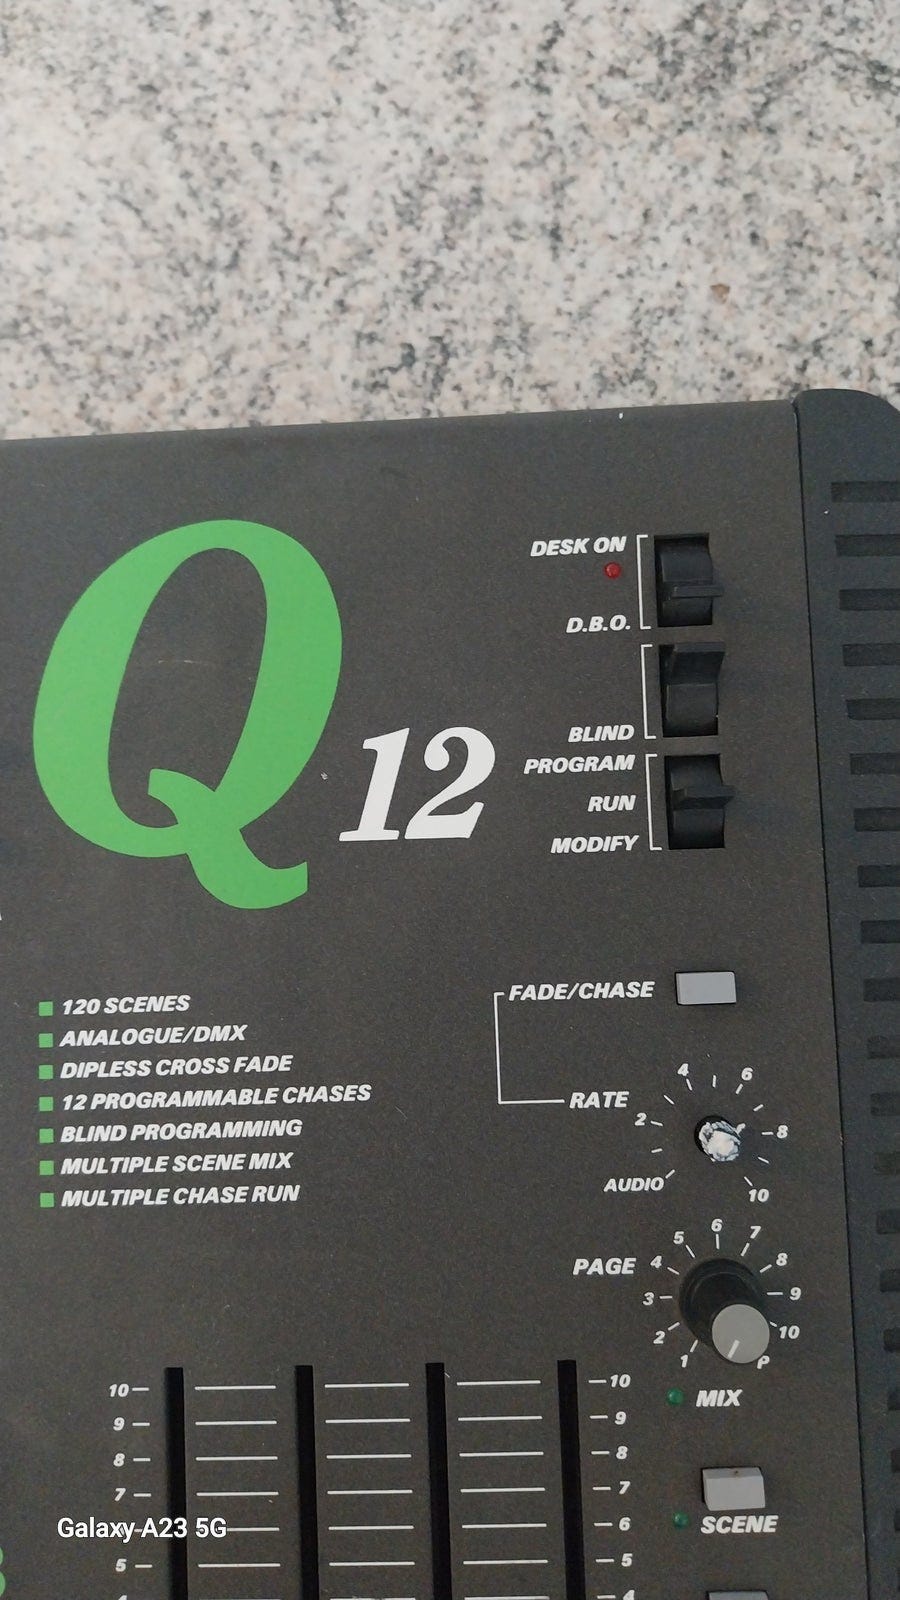 Q12
DESK ON
D.B.O.
BLIND
PROGRAM
RUN
MODIFY
120 SCENES
ANALOGUE/DMX
DIPLESS CROSS FADE
12 PROGRAMMABLE CHASES
BLIND PROGRAMMING
MULTIPLE SCENE MIX
MULTIPLE CHASE RUN
FADE/CHASE
RATE
2 4 6 8 10
AUDIO
PAGE
1 2 3 4 5 6 7 8 9 10 P
MIX
SCENE
10 10
9 9
8 8
7 7
6
5 5
4 4
Galaxy A23 5G